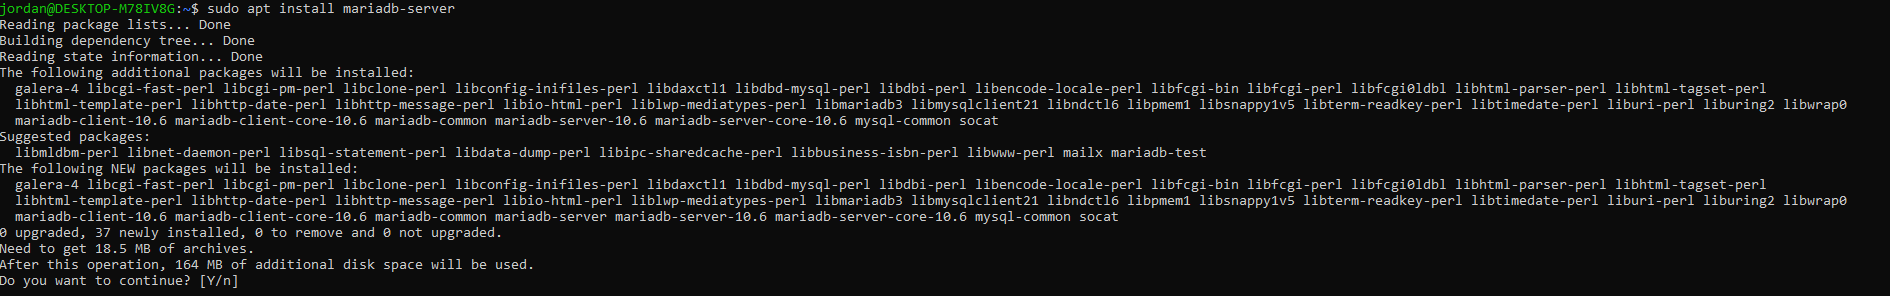 jordan@DESKTOP-M78IV8G:~$ sudo apt install mariadb-server
Reading package lists... Done
Building dependency tree... Done
Reading state information... Done
The following additional packages will be installed:
  galera-4 libcgi-fast-perl libcgi-pm-perl libclone-perl libconfig-inifiles-perl libdaxctl1 libdbd-mysql-perl libdbi-perl libencode-locale-perl libfcgi-bin libfcgi-perl libfcgi0ldbl libhtml-parser-perl libhtml-tagset-perl
  libhtml-template-perl libhttp-date-perl libhttp-message-perl libio-html-perl liblwp-mediatypes-perl libmariadb3 libmysqlclient21 libndctl6 libpmem1 libsnappy1v5 libterm-readkey-perl libtimedate-perl liburi-perl liburing2 libwrap0
  mariadb-client-10.6 mariadb-client-core-10.6 mariadb-common mariadb-server-10.6 mariadb-server-core-10.6 mysql-common socat
Suggested packages:
  libmldbm-perl libnet-daemon-perl libsql-statement-perl libdata-dump-perl libipc-sharedcache-perl libbusiness-isbn-perl libwww-perl mailx mariadb-test
The following NEW packages will be installed:
  galera-4 libcgi-fast-perl libcgi-pm-perl libclone-perl libconfig-inifiles-perl libdaxctl1 libdbd-mysql-perl libdbi-perl libencode-locale-perl libfcgi-bin libfcgi-perl libfcgi0ldbl libhtml-parser-perl libhtml-tagset-perl
  libhtml-template-perl libhttp-date-perl libhttp-message-perl libio-html-perl liblwp-mediatypes-perl libmariadb3 libmysqlclient21 libndctl6 libpmem1 libsnappy1v5 libterm-readkey-perl libtimedate-perl liburi-perl liburing2 libwrap0
  mariadb-client-10.6 mariadb-client-core-10.6 mariadb-common mariadb-server mariadb-server-10.6 mariadb-server-core-10.6 mysql-common socat
0 upgraded, 37 newly installed, 0 to remove and 0 not upgraded.
Need to get 18.5 MB of archives.
After this operation, 164 MB of additional disk space will be used.
Do you want to continue? [Y/n]